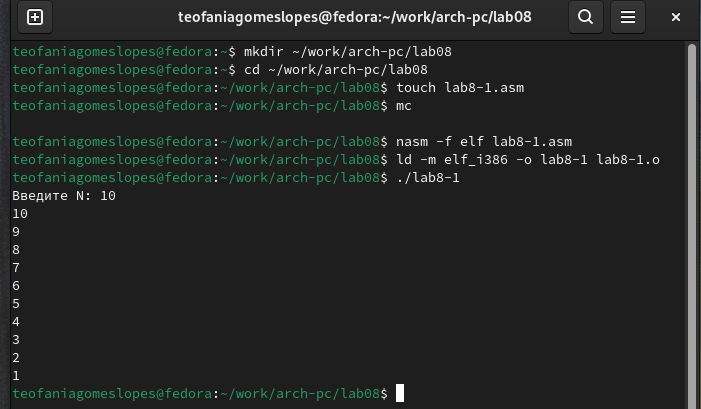 teofaniagomeslopes@fedora:~/work/arch-pc/lab08
teofaniagomeslopes@fedora:~$ mkdir ~/work/arch-pc/lab08
teofaniagomeslopes@fedora:~$ cd ~/work/arch-pc/lab08
teofaniagomeslopes@fedora:~/work/arch-pc/lab08$ touch lab8-1.asm
teofaniagomeslopes@fedora:~/work/arch-pc/lab08$ mc
teofaniagomeslopes@fedora:~/work/arch-pc/lab08$ nasm -f elf lab8-1.asm
teofaniagomeslopes@fedora:~/work/arch-pc/lab08$ ld -m elf_i386 -o lab8-1 lab8-1.o
teofaniagomeslopes@fedora:~/work/arch-pc/lab08$ ./lab8-1
Введите N: 10
10
9
8
7
6
5
4
3
2
1
teofaniagomeslopes@fedora:~/work/arch-pc/lab08$